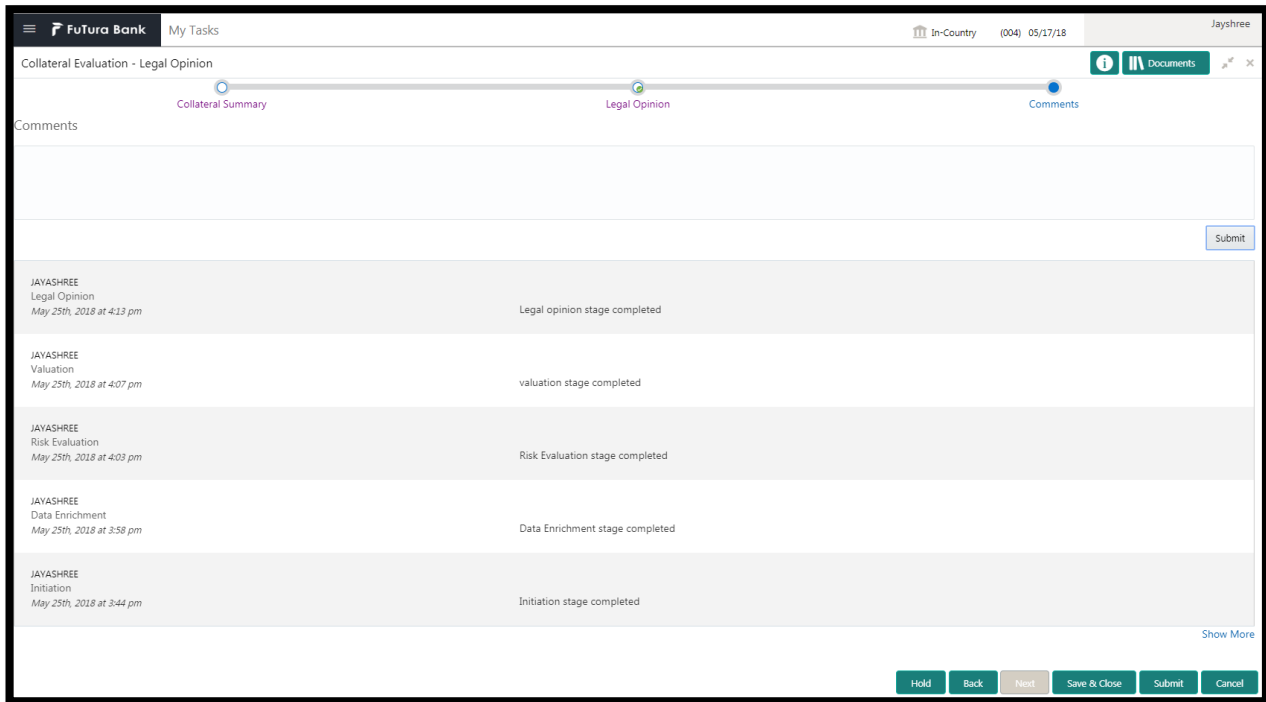 FuTura Bank My Tasks In-Country (004) 05/17/18 Jayshree
Collateral Evaluation - Legal Opinion Documents
Collateral Summary Legal Opinion Comments
Comments
Submit
JAYASHREE
Legal Opinion
May 25th, 2018 at 4:13 pm Legal opinion stage completed
JAYASHREE
Valuation
May 25th, 2018 at 4:07 pm valuation stage completed
JAYASHREE
Risk Evaluation
May 25th, 2018 at 4:03 pm Risk Evaluation stage completed
JAYASHREE
Data Enrichment
May 25th, 2018 at 3:58 pm Data Enrichment stage completed
JAYASHREE
Initiation
May 25th, 2018 at 3:44 pm Initiation stage completed
Show More
Hold Back Next Save & Close Submit Cancel